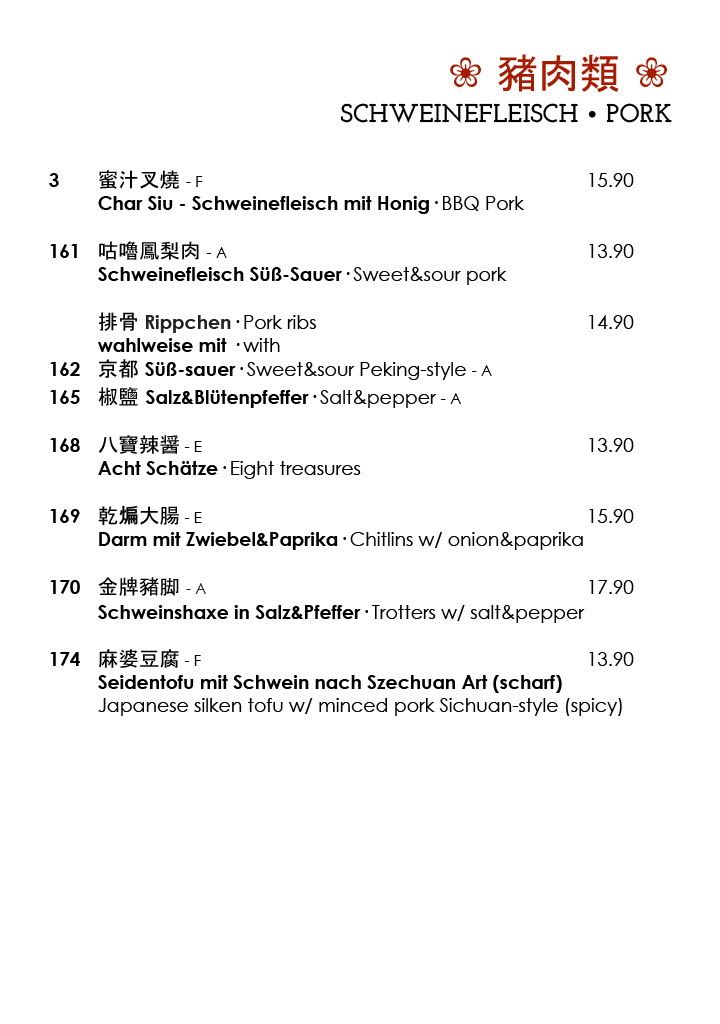 豬肉類
SCHWEINEFLEISCH • PORK
3 蜜汁叉燒 - F 15.90
Char Siu - Schweinefleisch mit Honig · BBQ Pork
161 咕嚕鳳梨肉 - A 13.90
Schweinefleisch Süß-Sauer · Sweet&sour pork
排骨 Rippchen · Pork ribs 14.90
wahlweise mit · with
162 京都 Süß-sauer · Sweet&sour Peking-style - A
165 椒鹽 Salz&Blütenpfeffer · Salt&pepper - A
168 八寶辣醬 - E 13.90
Acht Schätze · Eight treasures
169 乾煸大腸 - E 15.90
Darm mit Zwiebel&Paprika · Chitlins w/ onion&paprika
170 金牌豬脚 - A 17.90
Schweinshaxe in Salz&Pfeffer · Trotters w/ salt&pepper
174 麻婆豆腐 - F 13.90
Seidentofu mit Schwein nach Szechuan Art (scharf)
Japanese silken tofu w/ minced pork Sichuan-style (spicy)